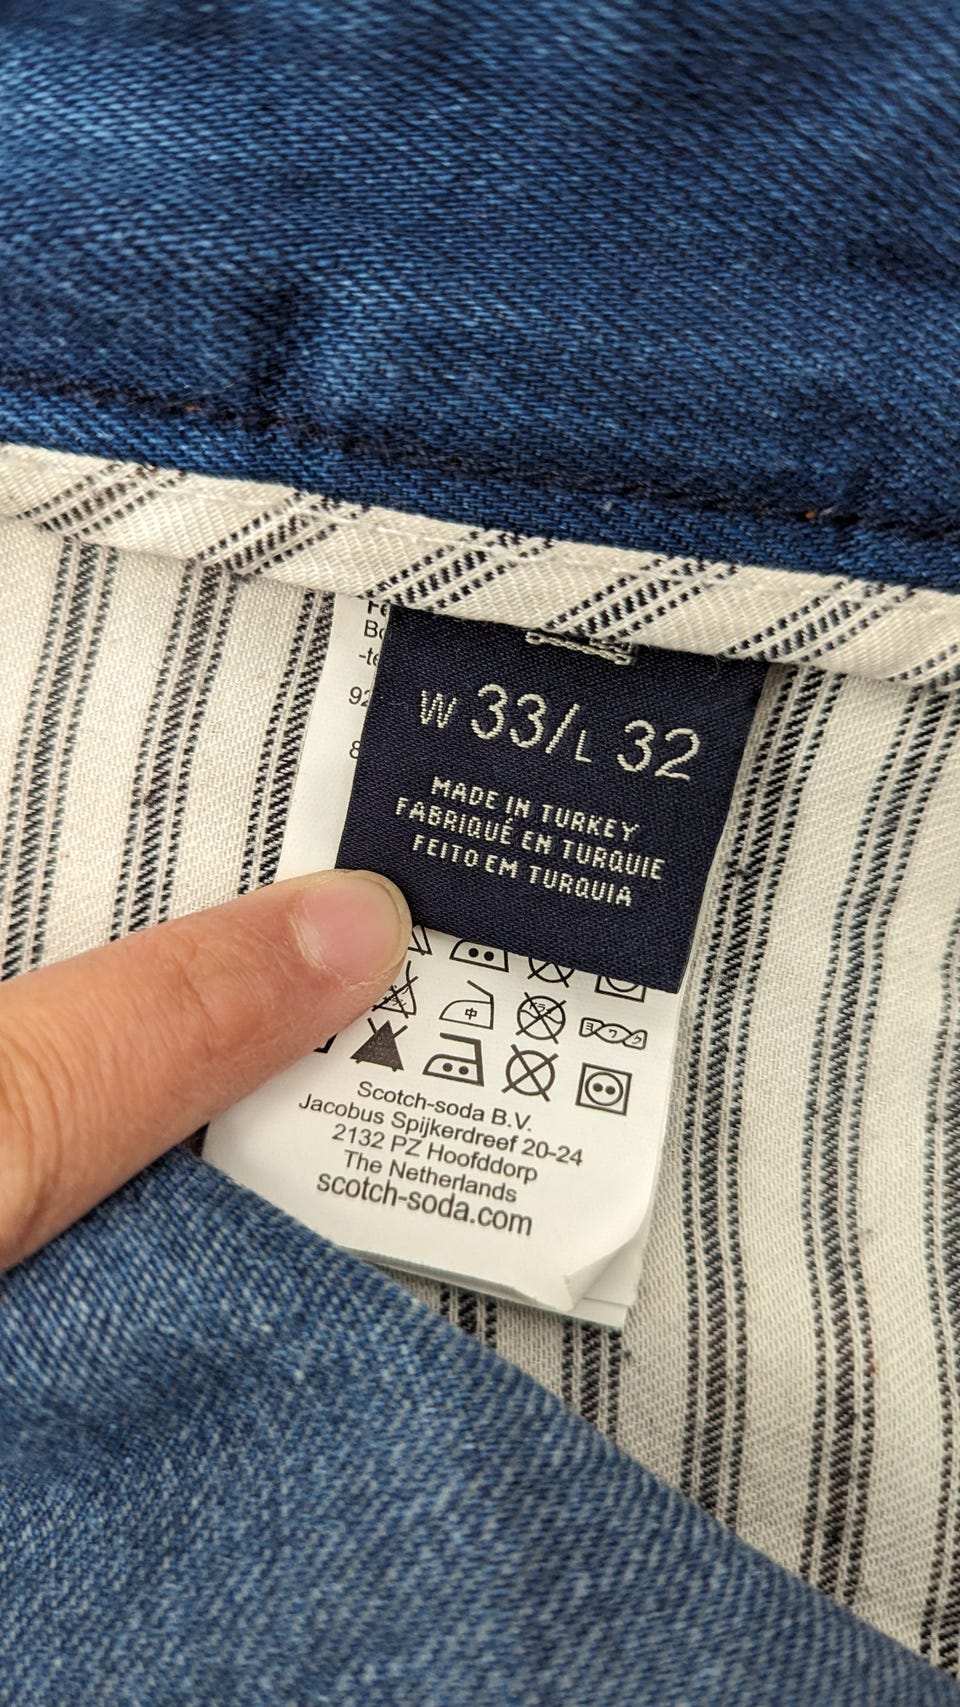 W 33/L 32
MADE IN TURKEY
FABRIQUÉ EN TURQUIE
FEITO EM TURQUIA
中
Scotch-soda B.V.
Jacobus Spijkerdreef 20-24
2132 PZ Hoofddorp
The Netherlands
scotch-soda.com